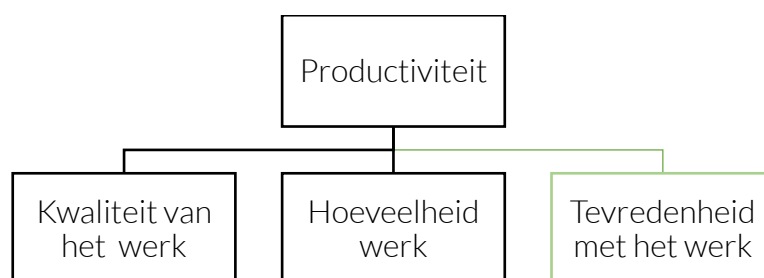 Productiviteit
Kwaliteit van
het werk
Hoeveelheid
werk
Tevredenheid
met het werk